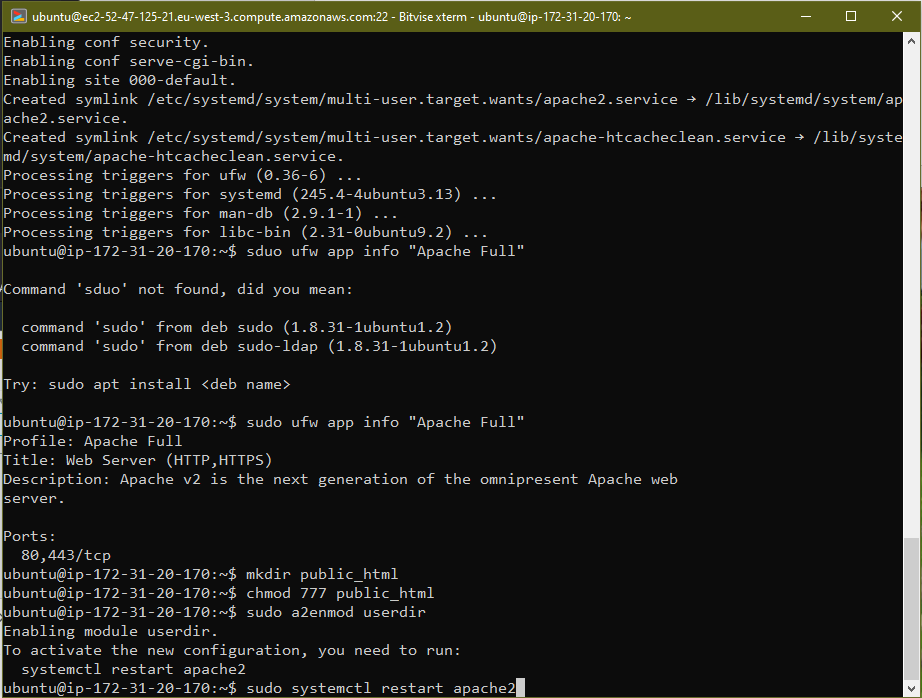 ubuntu@ec2-52-47-125-21.eu-west-3.compute.amazonaws.com:22 - Bitvise xterm - ubuntu@ip-172-31-20-170: ~
Enabling conf security.
Enabling conf serve-cgi-bin.
Enabling site 000-default.
Created symlink /etc/systemd/system/multi-user.target.wants/apache2.service → /lib/systemd/system/ap
ache2.service.
Created symlink /etc/systemd/system/multi-user.target.wants/apache-htcacheclean.service → /lib/syste
md/system/apache-htcacheclean.service.
Processing triggers for ufw (0.36-6) ...
Processing triggers for systemd (245.4-4ubuntu3.13) ...
Processing triggers for man-db (2.9.1-1) ...
Processing triggers for libc-bin (2.31-0ubuntu9.2) ...
ubuntu@ip-172-31-20-170:~$ sduo ufw app info "Apache Full"
Command 'sduo' not found, did you mean:
command 'sudo' from deb sudo (1.8.31-1ubuntu1.2)
command 'sudo' from deb sudo-ldap (1.8.31-1ubuntu1.2)
Try: sudo apt install <deb name>
ubuntu@ip-172-31-20-170:~$ sudo ufw app info "Apache Full"
Profile: Apache Full
Title: Web Server (HTTP,HTTPS)
Description: Apache v2 is the next generation of the omnipresent Apache web
server.
Ports:
80,443/tcp
ubuntu@ip-172-31-20-170:~$ mkdir public_html
ubuntu@ip-172-31-20-170:~$ chmod 777 public_html
ubuntu@ip-172-31-20-170:~$ sudo a2enmod userdir
Enabling module userdir.
To activate the new configuration, you need to run:
systemctl restart apache2
ubuntu@ip-172-31-20-170:~$ sudo systemctl restart apache2